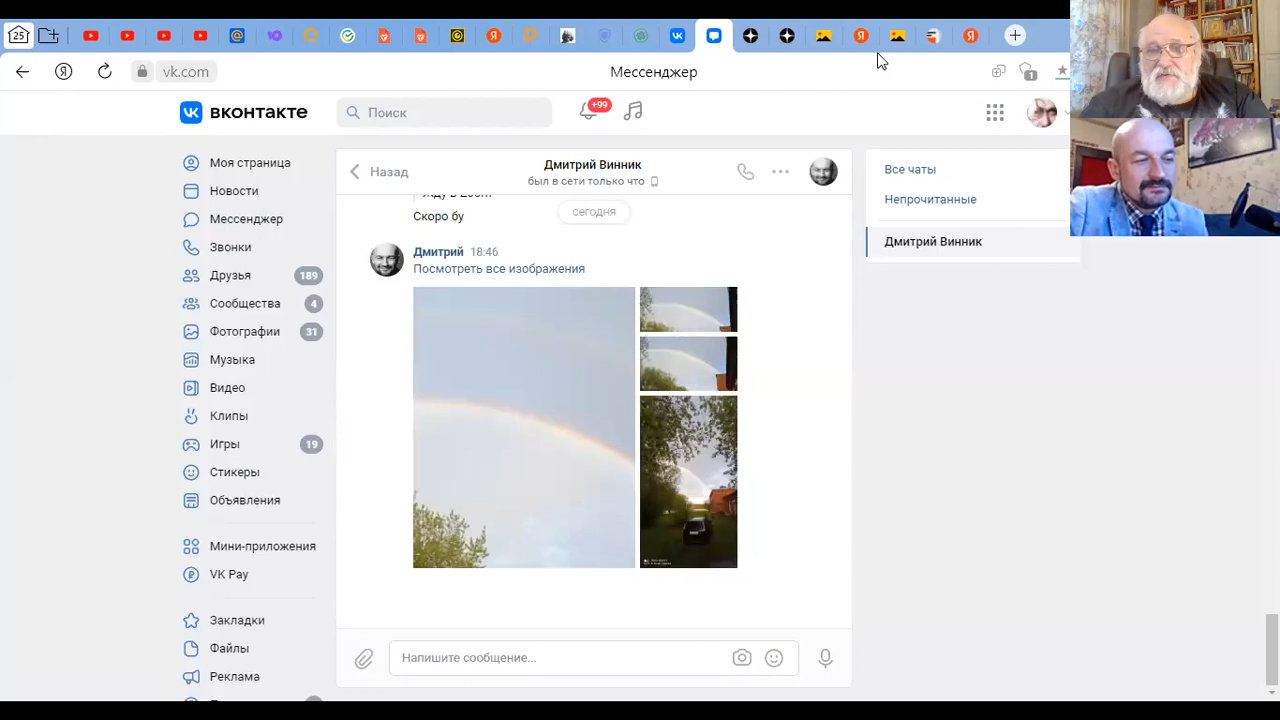 25
vk.com
Мессенджер
1
вконтакте
Поиск
+99
Моя страница
Новости
Мессенджер
Звонки
Друзья 189
Сообщества 4
Фотографии 31
Музыка
Видео
Клипы
Игры 19
Стикеры
Объявления
Мини-приложения
VK Pay
Закладки
Файлы
Реклама
Назад
Дмитрий Винник
был в сети только что
Скоро бу
сегодня
Дмитрий 18:46
Посмотреть все изображения
Напишите сообщение...
Все чаты
Непрочитанные
Дмитрий Винник